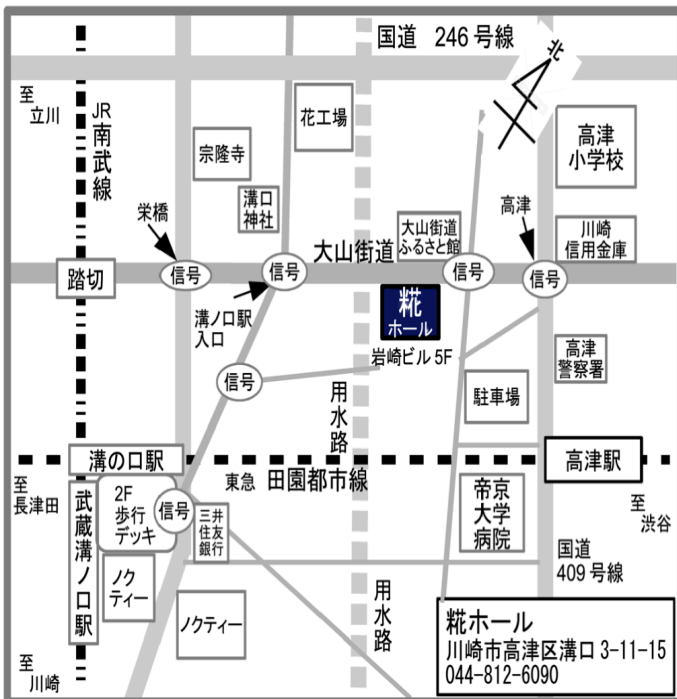 国道 246号線
北
至
立川
JR
南武線
宗隆寺
花工場
高津
小学校
栄橋
溝口
神社
大山街道
大山街道
ふるさと館
高津
川崎
信用金庫
踏切
信号
信号
信号
信号
溝ノ口駅
入口
糀
ホール
岩崎ビル 5F
高津
警察署
信号
用水路
駐車場
溝の口駅
東急 田園都市線
高津駅
至
長津田
武蔵溝ノ口駅
2F
歩行
デッキ
信号
三井
住友
銀行
帝京
大学
病院
至
渋谷
国道
409号線
ノク
ティー
ノクティー
用水路
至
川崎
糀ホール
川崎市高津区溝口 3-11-15
044-812-6090